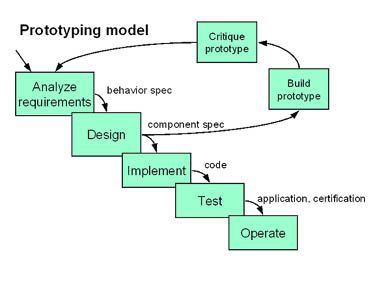 Prototyping model
Critique
prototype
Build
prototype
Analyze
requirements
behavior spec
Design
component spec
Implement
code
Test
application, certification
Operate